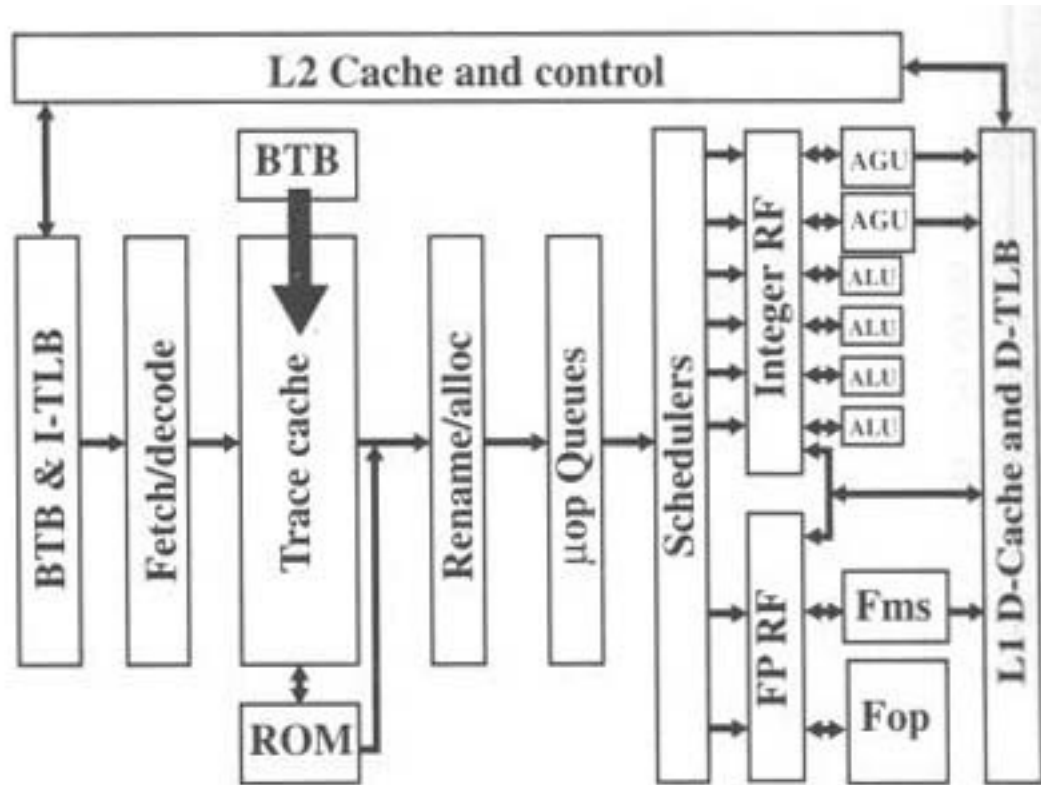 L2 Cache and control
BTB
BTB & I-TLB
Fetch/decode
Trace cache
ROM
Rename/alloc
µop Queues
Schedulers
Integer RF
FP RF
AGU
AGU
ALU
ALU
ALU
ALU
Fms
Fop
L1 D-Cache and D-TLB